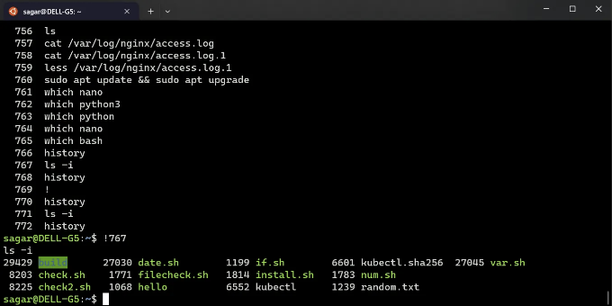 sagar@DELL-G5: ~
756 ls
757 cat /var/log/nginx/access.log
758 cat /var/log/nginx/access.log.1
759 less /var/log/nginx/access.log.1
760 sudo apt update && sudo apt upgrade
761 which nano
762 which python3
763 which python
764 which nano
765 which bash
766 history
767 ls -i
768 history
769 !
770 history
771 ls -i
772 history
sagar@DELL-G5:~$ !767
ls -i
29429 build 27030 date.sh 1199 if.sh 6601 kubectl.sha256 27045 var.sh
8203 check.sh 1771 filecheck.sh 1814 install.sh 1783 num.sh
8225 check2.sh 1068 hello 6552 kubectl 1239 random.txt
sagar@DELL-G5:~$